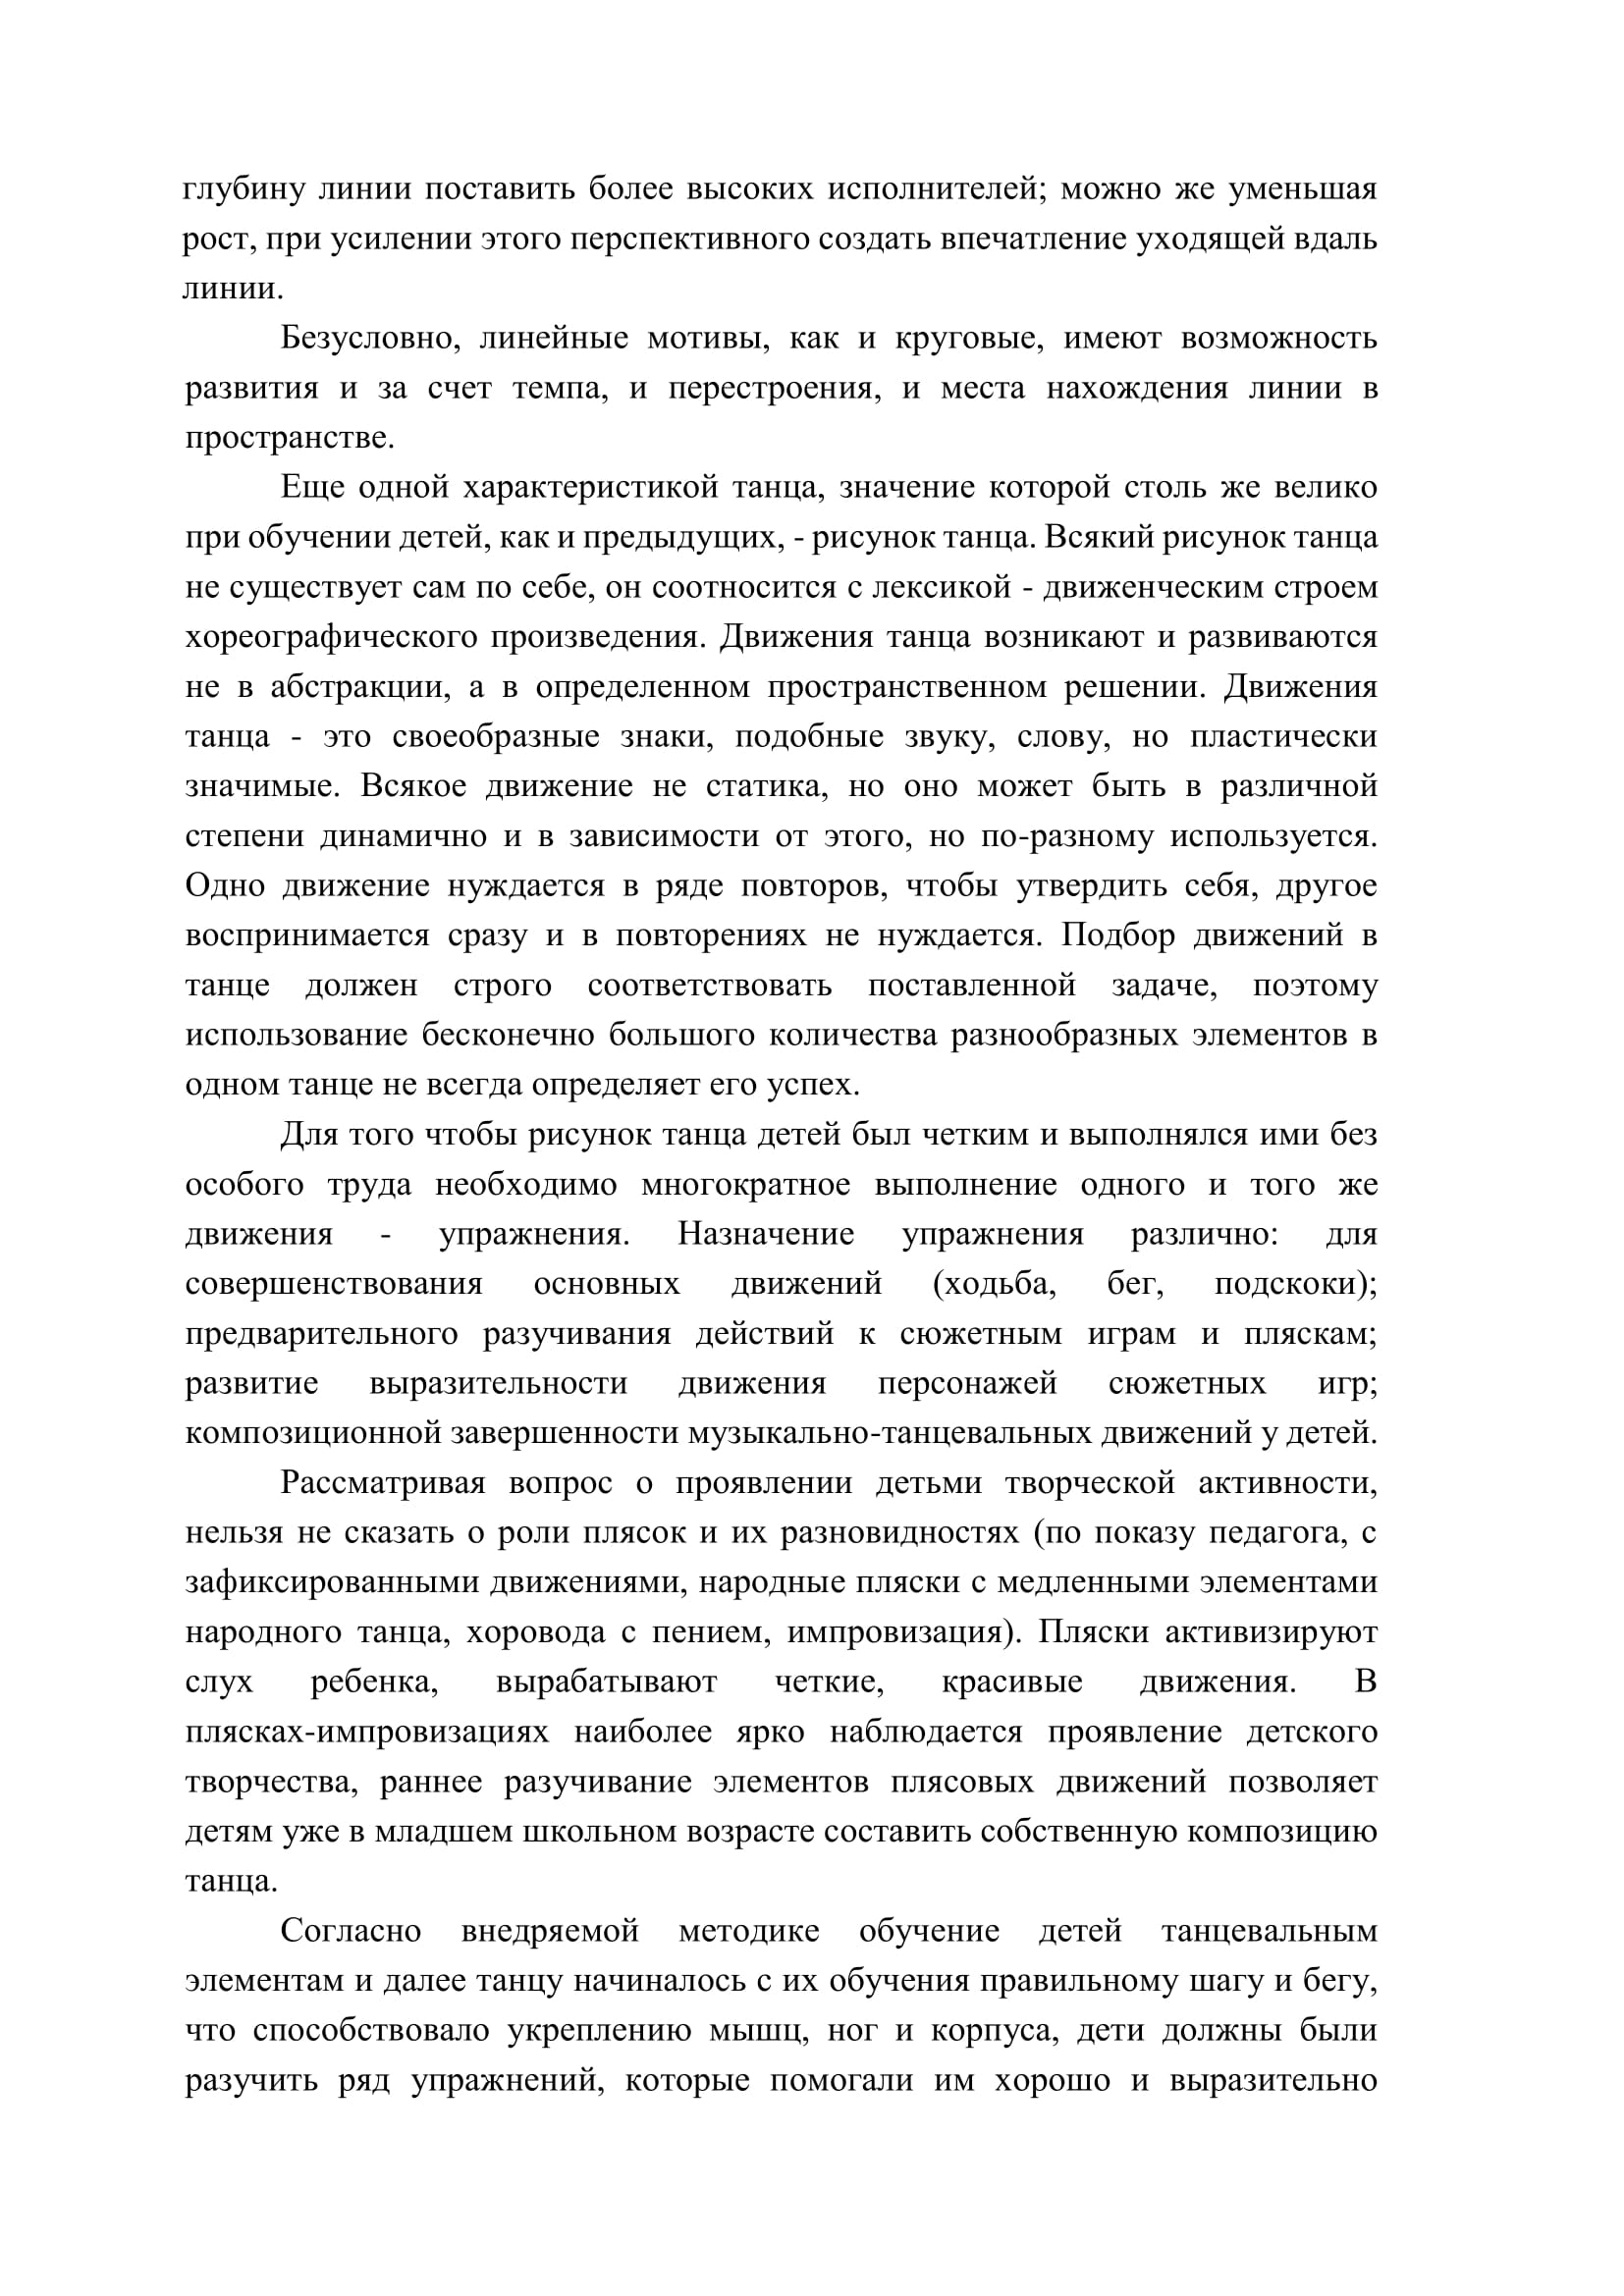 глубину линии поставить более высоких исполнителей; можно же уменьшая
рост, при усилении этого перспективного создать впечатление уходящей вдаль
линии.
Безусловно, линейные мотивы, как и круговые, имеют возможность
развития и за счет темпа, и перестроения, и места нахождения линии в
пространстве.
Еще одной характеристикой танца, значение которой столь же велико
при обучении детей, как и предыдущих, - рисунок танца. Всякий рисунок танца
не существует сам по себе, он соотносится с лексикой - движенческим строем
хореографического произведения. Движения танца возникают и развиваются
не в абстракции, а в определенном пространственном решении. Движения
танца - это своеобразные знаки, подобные звуку, слову, но пластически
значимые. Всякое движение не статика, но оно может быть в различной
степени динамично и в зависимости от этого, но по-разному используется.
Одно движение нуждается в ряде повторов, чтобы утвердить себя, другое
воспринимается сразу и в повторениях не нуждается. Подбор движений в
танце должен строго соответствовать поставленной задаче, поэтому
использование бесконечно большого количества разнообразных элементов в
одном танце не всегда определяет его успех.
Для того чтобы рисунок танца детей был четким и выполнялся ими без
особого труда необходимо многократное выполнение одного и того же
движения - упражнения. Назначение упражнения различно: для
совершенствования основных движений (ходьба, бег, подскоки);
предварительного разучивания действий к сюжетным играм и пляскам;
развитие выразительности движения персонажей сюжетных игр;
композиционной завершенности музыкально-танцевальных движений у детей.
Рассматривая вопрос о проявлении детьми творческой активности,
нельзя не сказать о роли плясок и их разновидностях (по показу педагога, с
зафиксированными движениями, народные пляски с медленными элементами
народного танца, хоровода с пением, импровизация). Пляски активизируют
слух ребенка, вырабатывают четкие, красивые движения. В
плясках-импровизациях наиболее ярко наблюдается проявление детского
творчества, раннее разучивание элементов плясовых движений позволяет
детям уже в младшем школьном возрасте составить собственную композицию
танца.
Согласно внедряемой методике обучение детей танцевальным
элементам и далее танцу начиналось с их обучения правильному шагу и бегу,
что способствовало укреплению мышц, ног и корпуса, дети должны были
разучить ряд упражнений, которые помогали им хорошо и выразительно